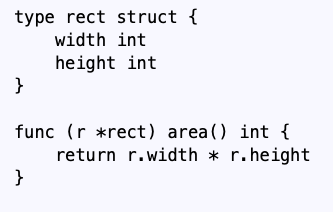 type rect struct {
    width int
    height int
}

func (r *rect) area() int {
    return r.width * r.height
}